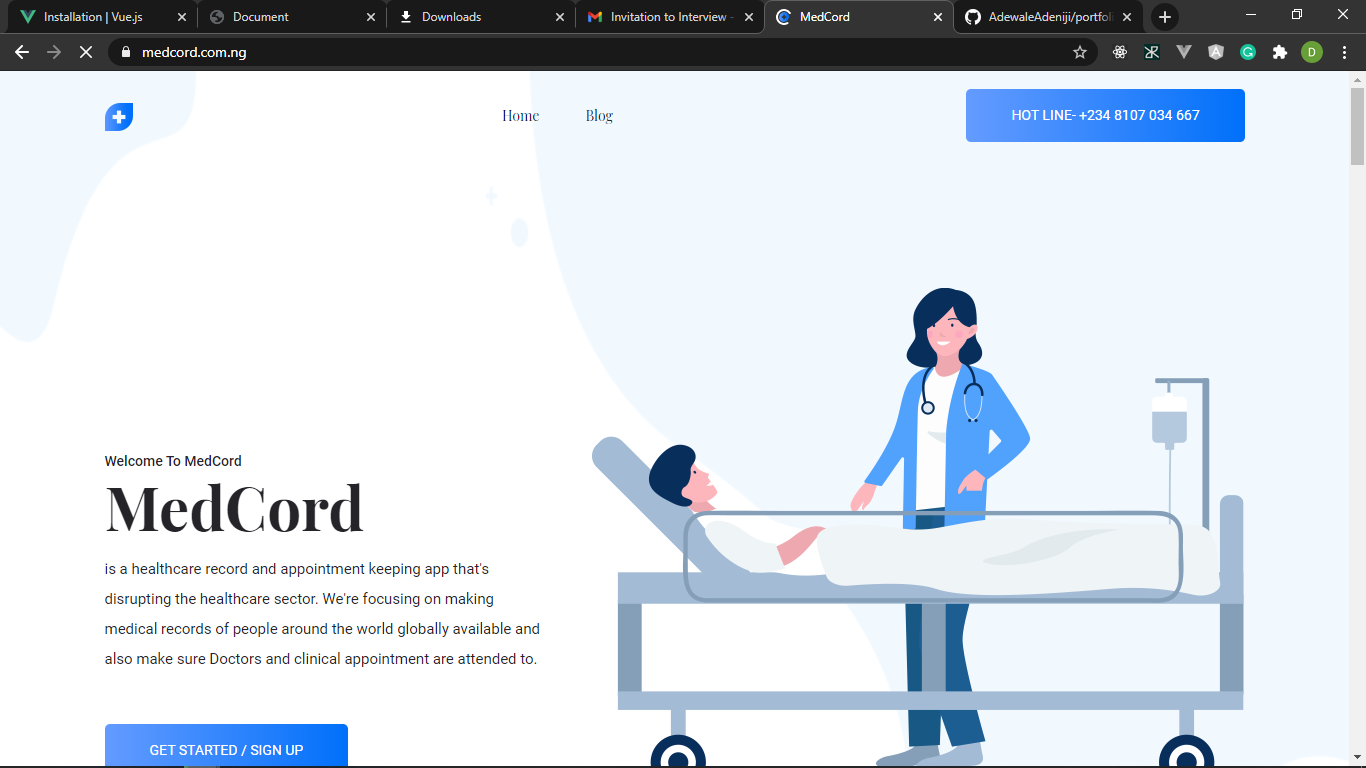 Installation | Vue.js
Document
Downloads
Invitation to Interview -
MedCord
AdewaleAdeniji/portfoli
medcord.com.ng
D
Home
Blog
HOT LINE- +234 8107 034 667
Welcome To MedCord
MedCord
is a healthcare record and appointment keeping app that's
disrupting the healthcare sector. We're focusing on making
medical records of people around the world globally available and
also make sure Doctors and clinical appointment are attended to.
GET STARTED / SIGN UP